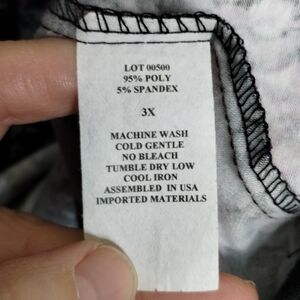 LOT 00500
95% POLY
5% SPANDEX
3X
MACHINE WASH
COLD GENTLE
NO BLEACH
TUMBLE DRY LOW
COOL IRON
ASSEMBLED IN USA
IMPORTED MATERIALS